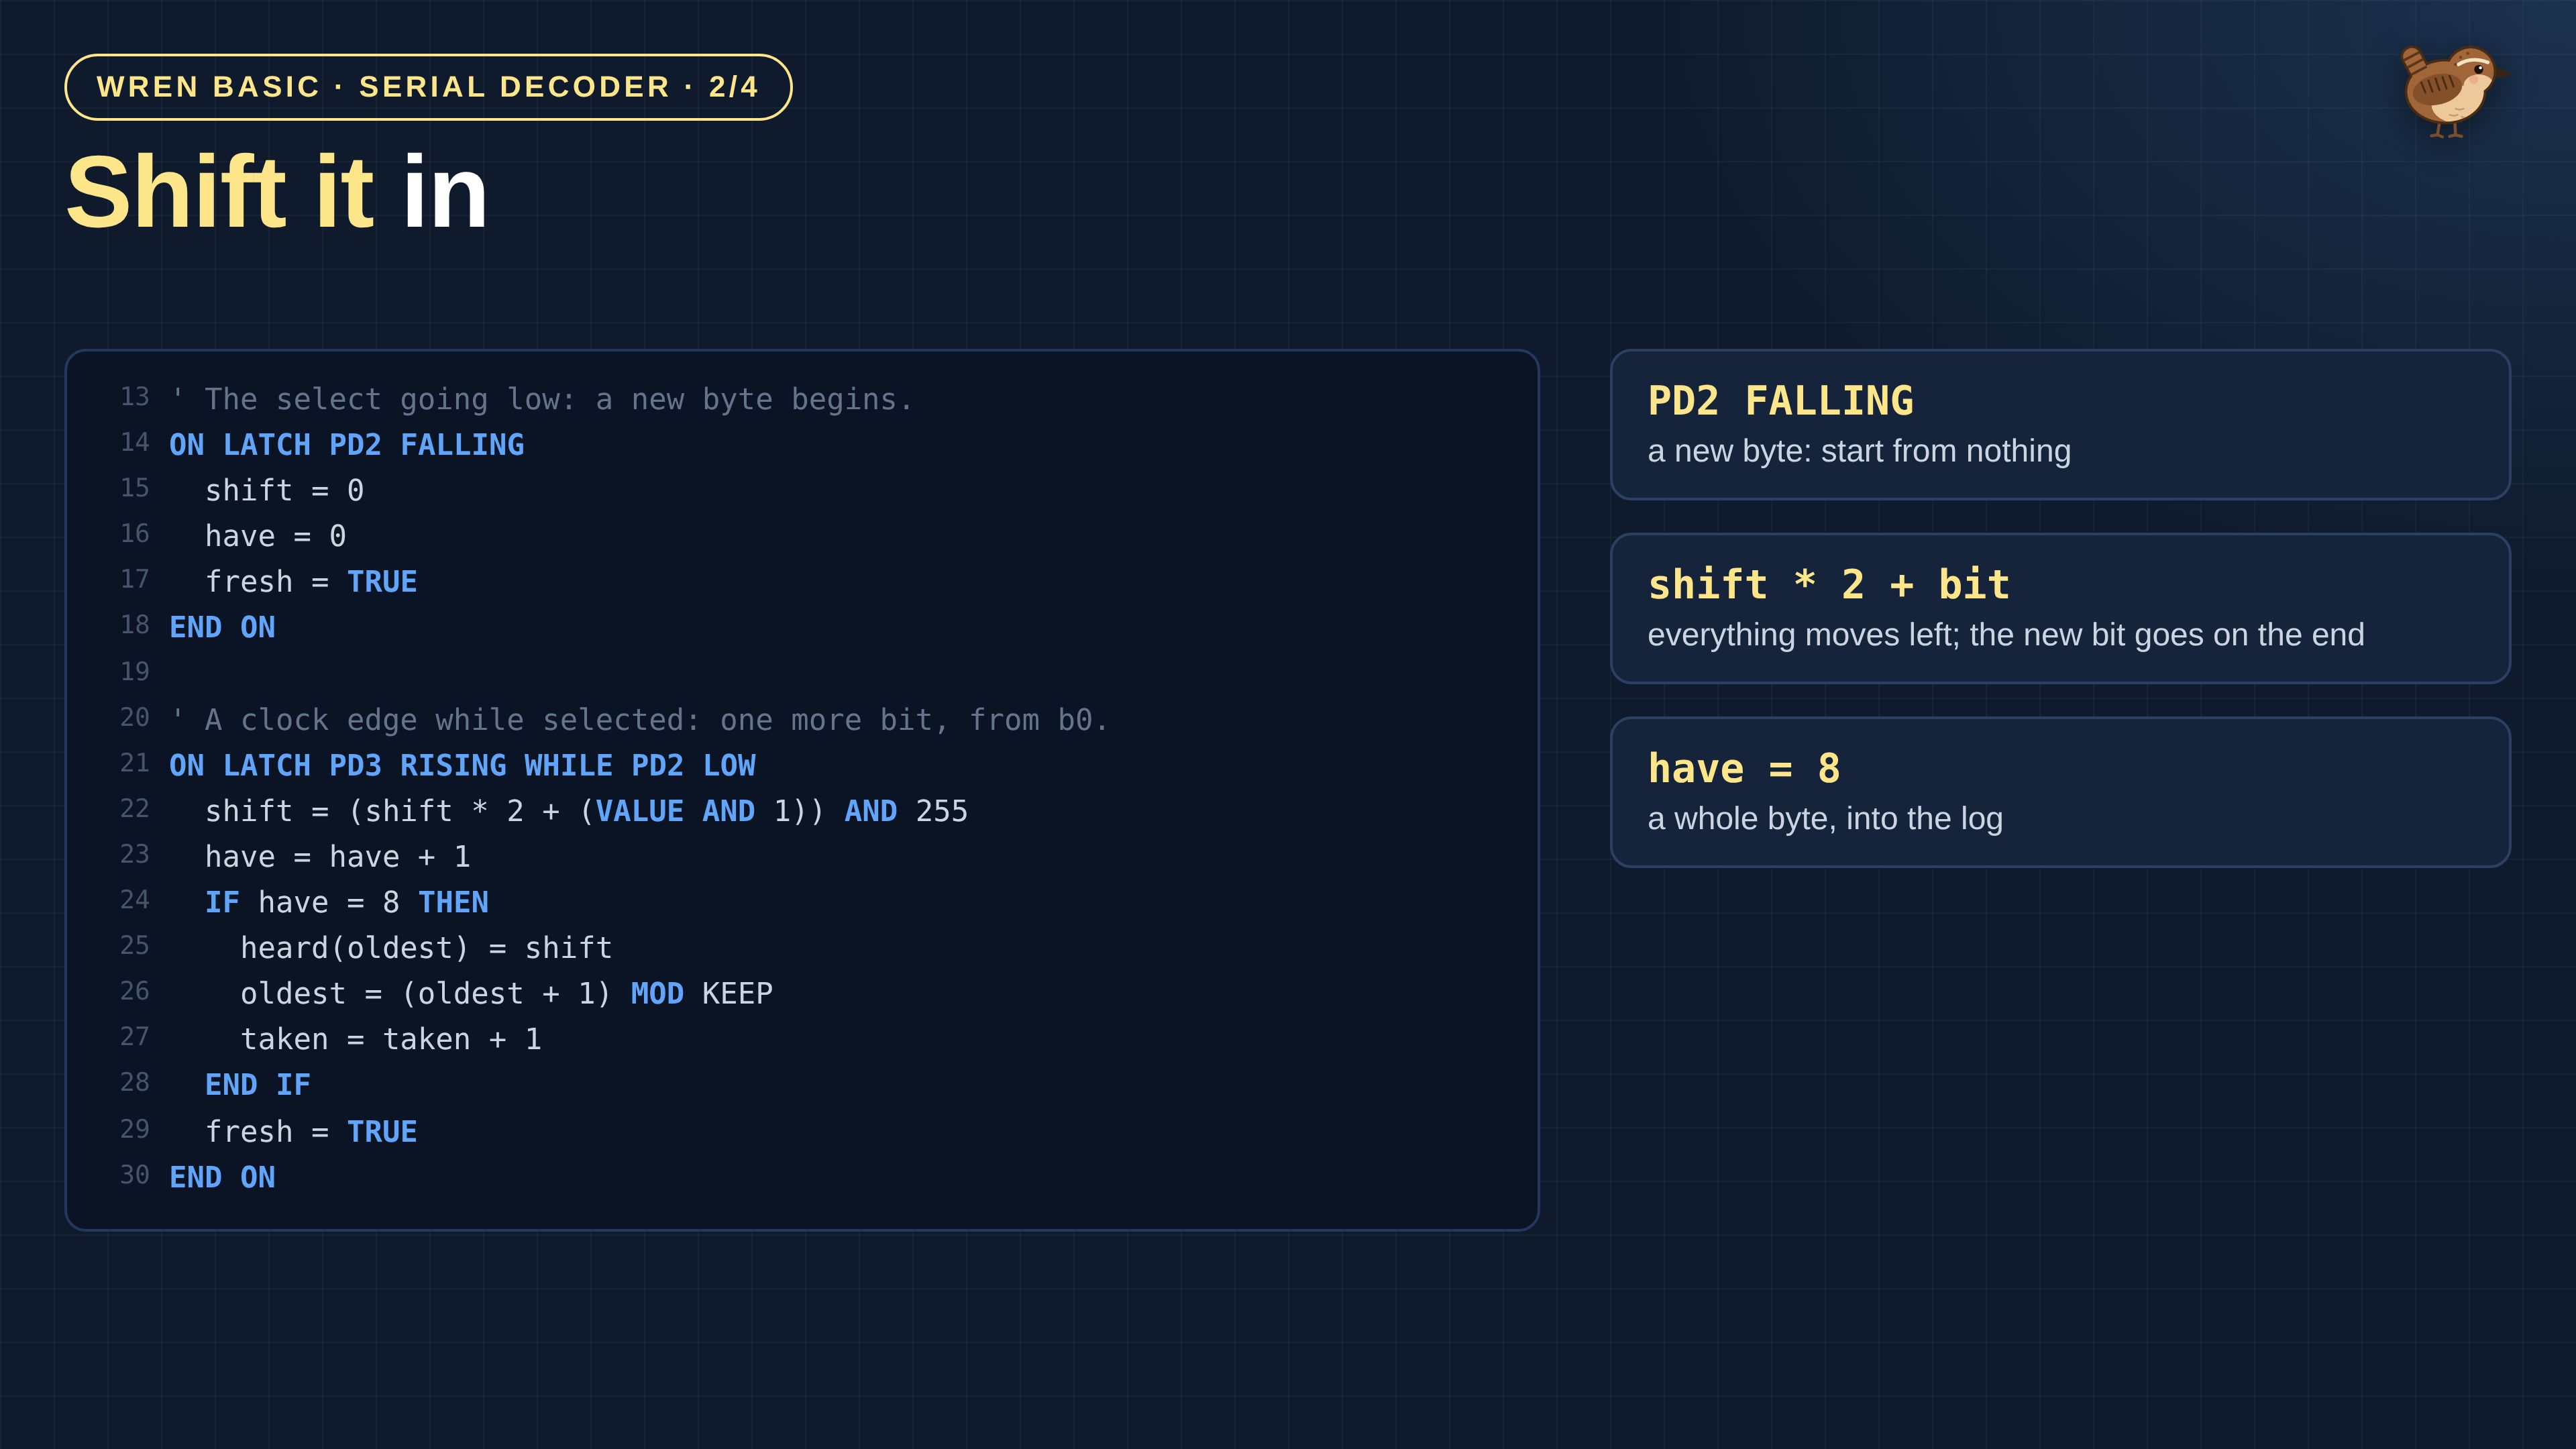 WREN BASIC · SERIAL DECODER · 2/4
Shift it in
13 ' The select going low: a new byte begins.
14 ON LATCH PD2 FALLING
15   shift = 0
16   have = 0
17   fresh = TRUE
18 END ON
19
20 ' A clock edge while selected: one more bit, from b0.
21 ON LATCH PD3 RISING WHILE PD2 LOW
22   shift = (shift * 2 + (VALUE AND 1)) AND 255
23   have = have + 1
24   IF have = 8 THEN
25     heard(oldest) = shift
26     oldest = (oldest + 1) MOD KEEP
27     taken = taken + 1
28   END IF
29   fresh = TRUE
30 END ON
PD2 FALLING
a new byte: start from nothing
shift * 2 + bit
everything moves left; the new bit goes on the end
have = 8
a whole byte, into the log